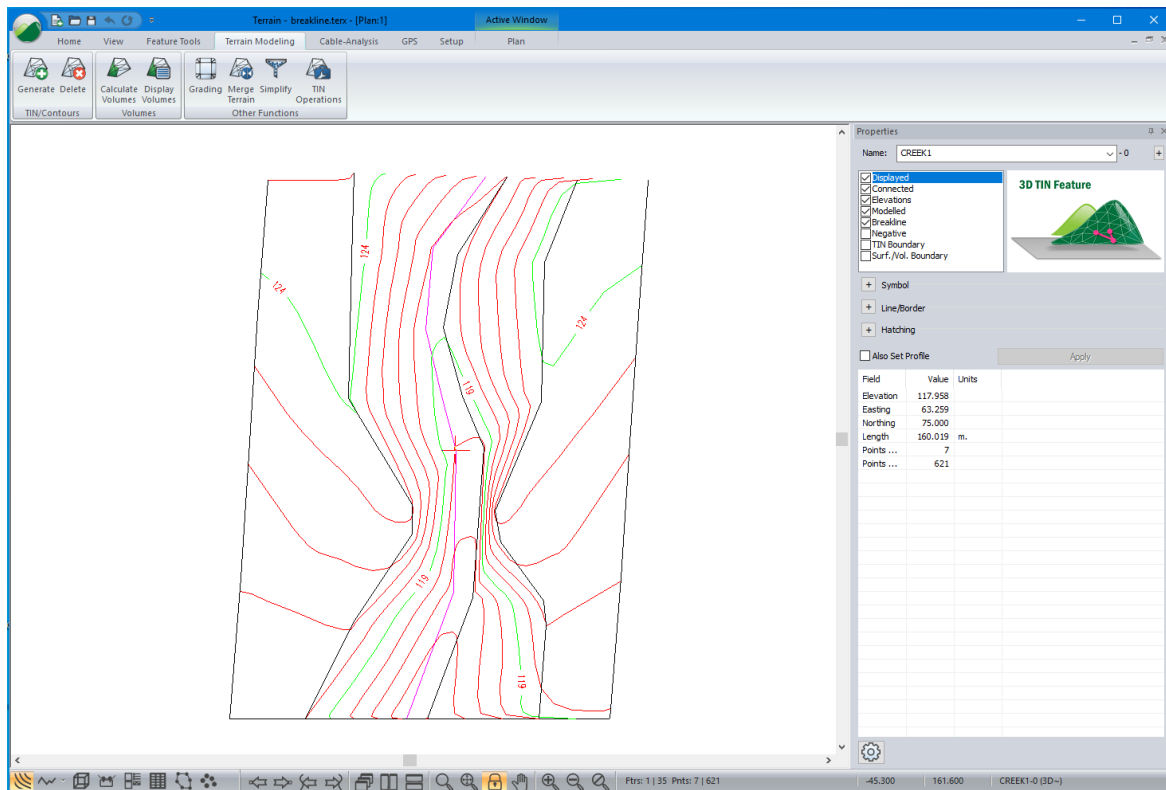 Terrain - breakline.terx - [Plan:1]
Active Window
Home View Feature Tools Terrain Modeling Cable-Analysis GPS Setup Plan
Generate Delete Calculate Volumes Display Volumes Grading Merge Terrain Simplify TIN Operations
TIN/Contours Volumes Other Functions
Properties
Name: CREEK1 - 0 +
Displayed
Connected
Elevations
Modelled
Breakline
Negative
TIN Boundary
Surf./Vol. Boundary
3D TIN Feature
+ Symbol
+ Line/Border
+ Hatching
Also Set Profile Apply
Field Value Units
Elevation 117.958
Easting 63.259
Northing 75.000
Length 160.019 m.
Points ... 7
Points ... 621
124
124
124
119
119
119
Ftrs: 1 | 35 Pnts: 7 | 621 -45.300 161.600 CREEK1-0 (3D~)